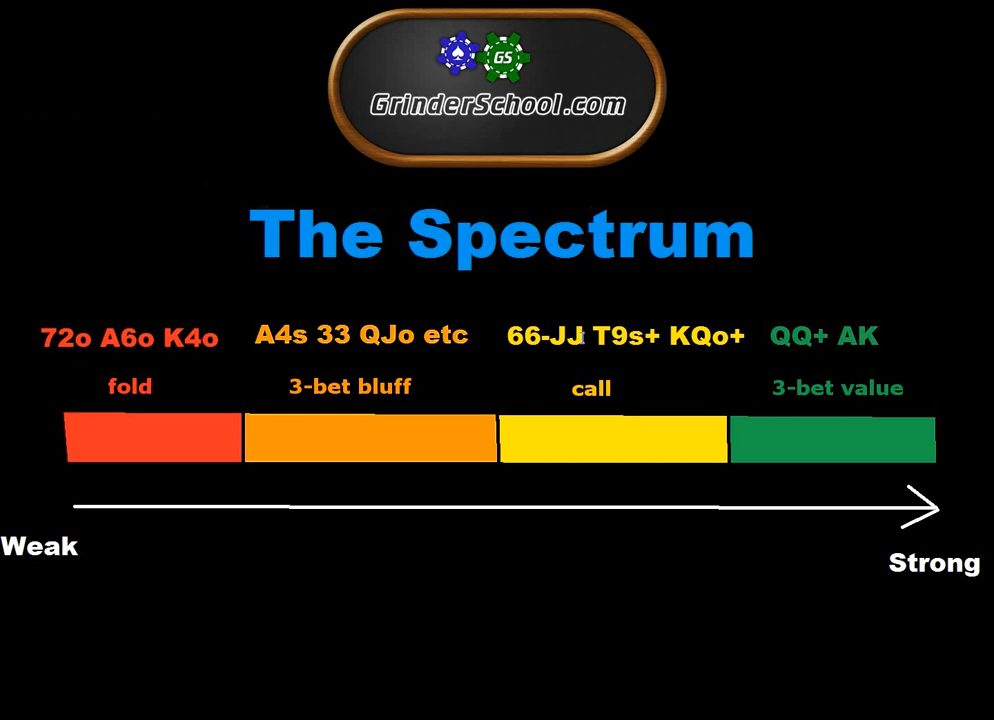 GS
GrinderSchool.com
The Spectrum
72o A6o K4o A4s 33 QJo etc 66-JJ T9s+ KQo+ QQ+ AK
fold 3-bet bluff call 3-bet value
Weak
Strong